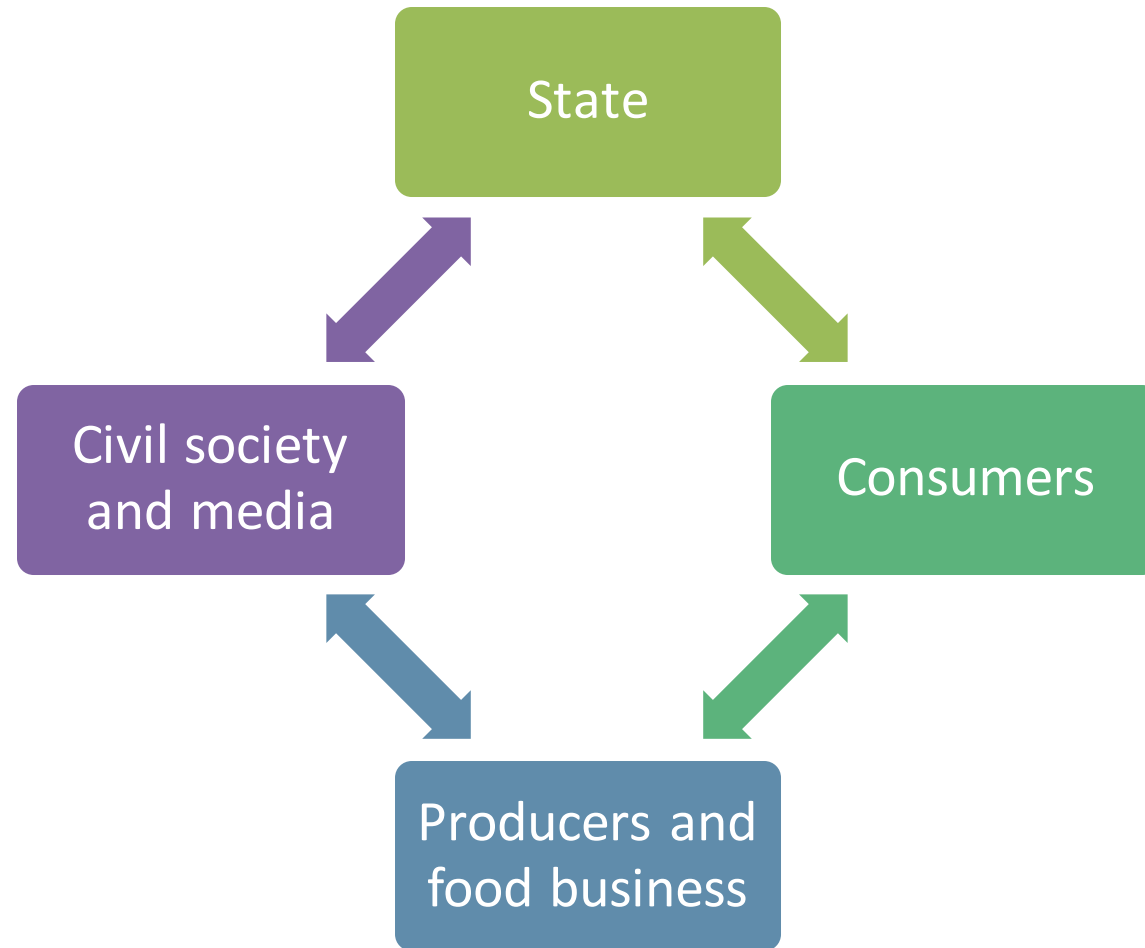 State
Civil society
and media
Consumers
Producers and
food business